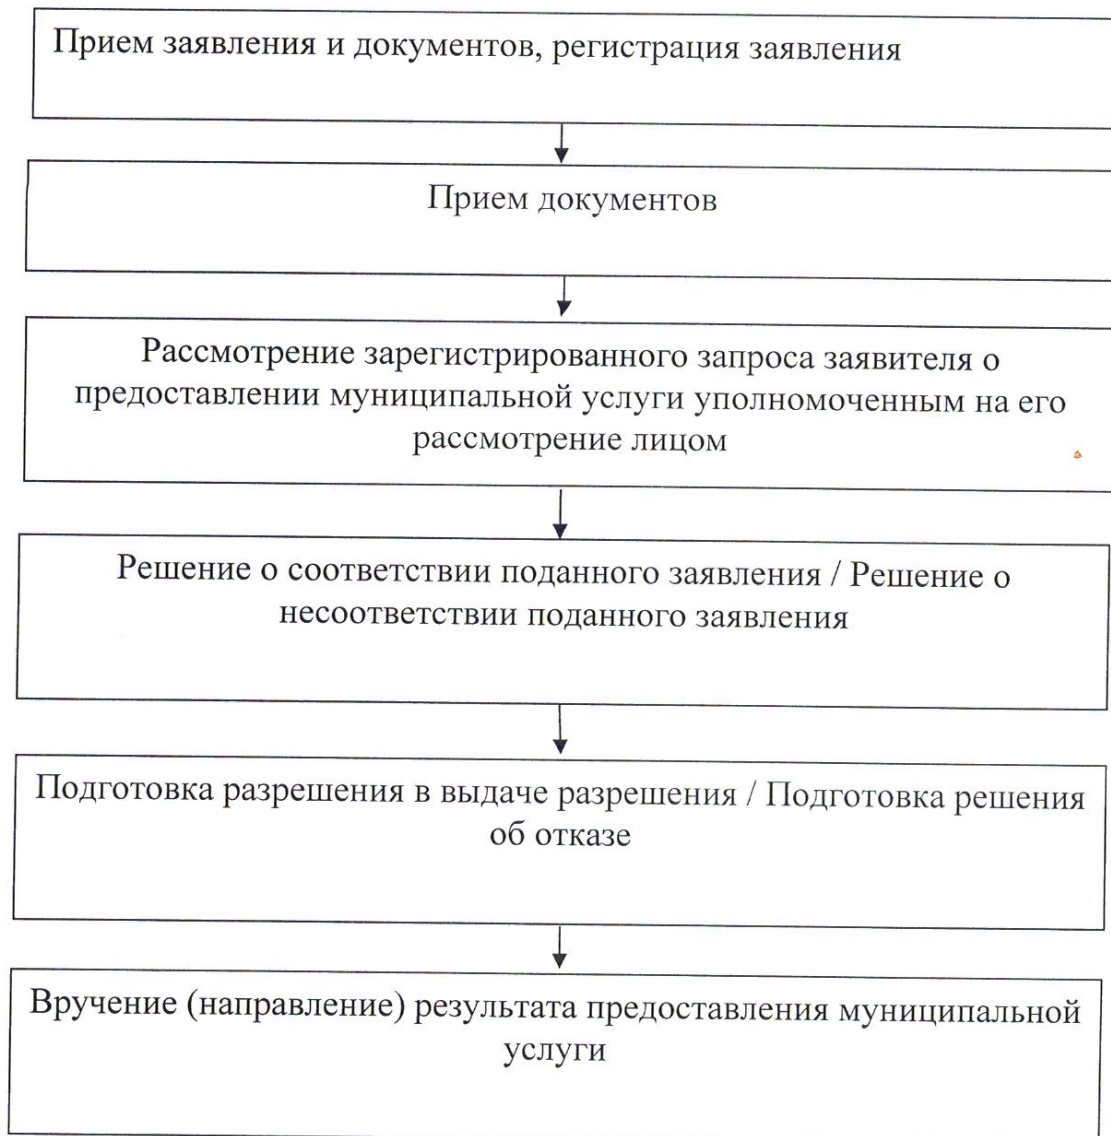 Прием заявления и документов, регистрация заявления
Прием документов
Рассмотрение зарегистрированного запроса заявителя о
предоставлении муниципальной услуги уполномоченным на его
рассмотрение лицом
Решение о соответствии поданного заявления / Решение о
несоответствии поданного заявления
Подготовка разрешения в выдаче разрешения / Подготовка решения
об отказе
Вручение (направление) результата предоставления муниципальной
услуги